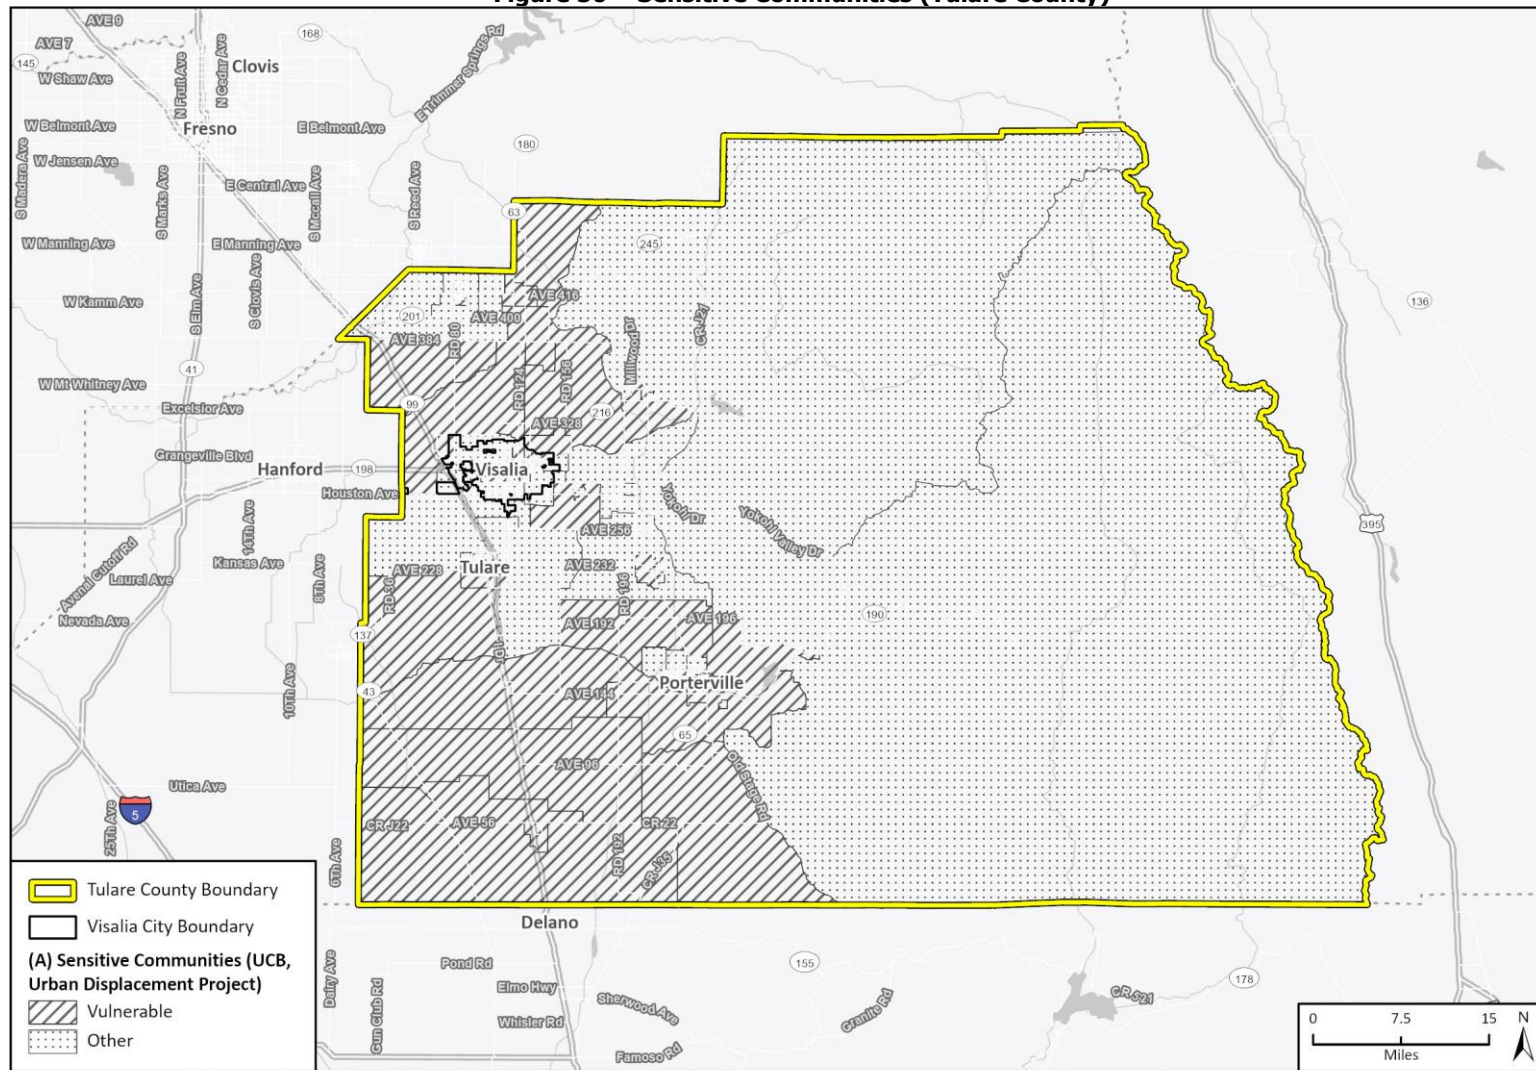 Figure 30 – Sensitive Communities (Tulare County)
AVE 9
168
AVE 7
145
W Shaw Ave
N Fruit Ave
N Cedar Ave
Clovis
E Trimmer Springs Rd
W Belmont Ave
Fresno
E Belmont Ave
180
W Jensen Ave
S Madera Ave
S Marks Ave
E Central Ave
S Mccall Ave
S Reed Ave
63
W Manning Ave
E Manning Ave
245
S Clovis Ave
W Kamm Ave
S Elm Ave
AVE 416
201
AVE 400
136
AVE 384
RD 80
Millwood Dr
CR J21
41
W Mt Whitney Ave
RD 124
RD 156
Excelsior Ave
99
216
AVE 328
Grangeville Blvd
Hanford
198
Visalia
Houston Ave
14Th Ave
Yokohl Dr
Yokohl Valley Dr
AVE 256
395
Avenal Cutoff Rd
Kansas Ave
8Th Ave
Laurel Ave
AVE 228
Tulare
AVE 232
RD 196
Nevada Ave
137
AVE 192
AVE 196
190
10Th Ave
43
AVE 144
Porterville
65
Utica Ave
AVE 96
Old Stage Rd
5
25Th Ave
CR J22
AVE 56
CR 22
6Th Ave
RD 192
CR J35
Delano
Tulare County Boundary
Visalia City Boundary
(A) Sensitive Communities (UCB,
Urban Displacement Project)
Vulnerable
Other
Dairy Ave
Gun Club Rd
Pond Rd
Elmo Hwy
Whisler Rd
Sherwood Ave
Famoso Rd
155
Granite Rd
CR 521
178
0 7.5 15
Miles
N